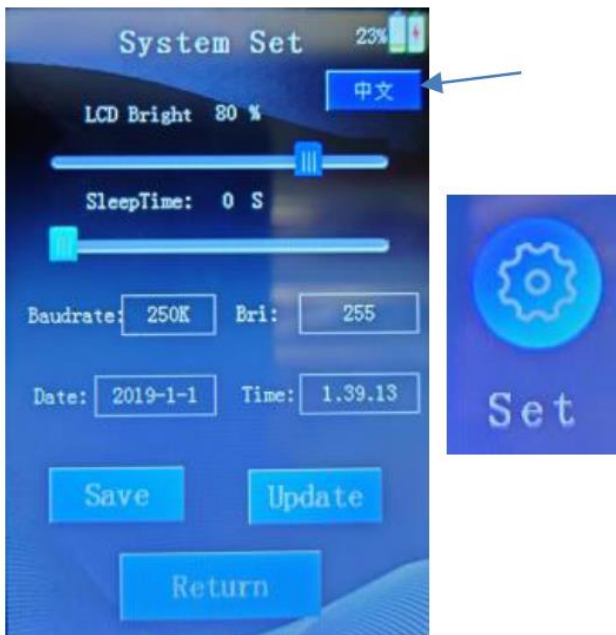 System Set 23%
中文
LCD Bright 80 %
SleepTime: 0 S
Baudrate: 250K Bri: 255
Date: 2019-1-1 Time: 1.39.13
Save Update
Return
Set